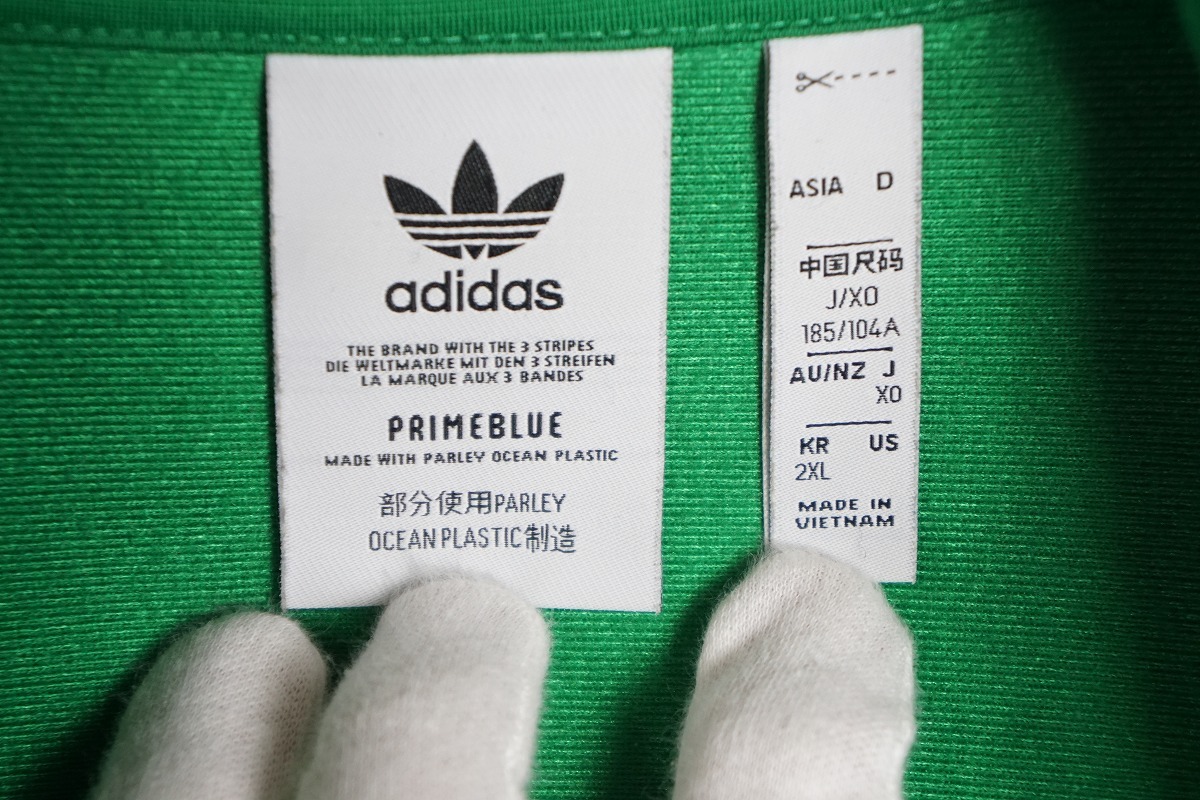 adidas
THE BRAND WITH THE 3 STRIPES
DIE WELTMARKE MIT DEN 3 STREIFEN
LA MARQUE AUX 3 BANDES
PRIMEBLUE
MADE WITH PARLEY OCEAN PLASTIC
部分使用PARLEY
OCEAN PLASTIC制造
ASIA D
中国尺码
J/XO
185/104A
AU/NZ J
XO
KR US
2XL
MADE IN
VIETNAM